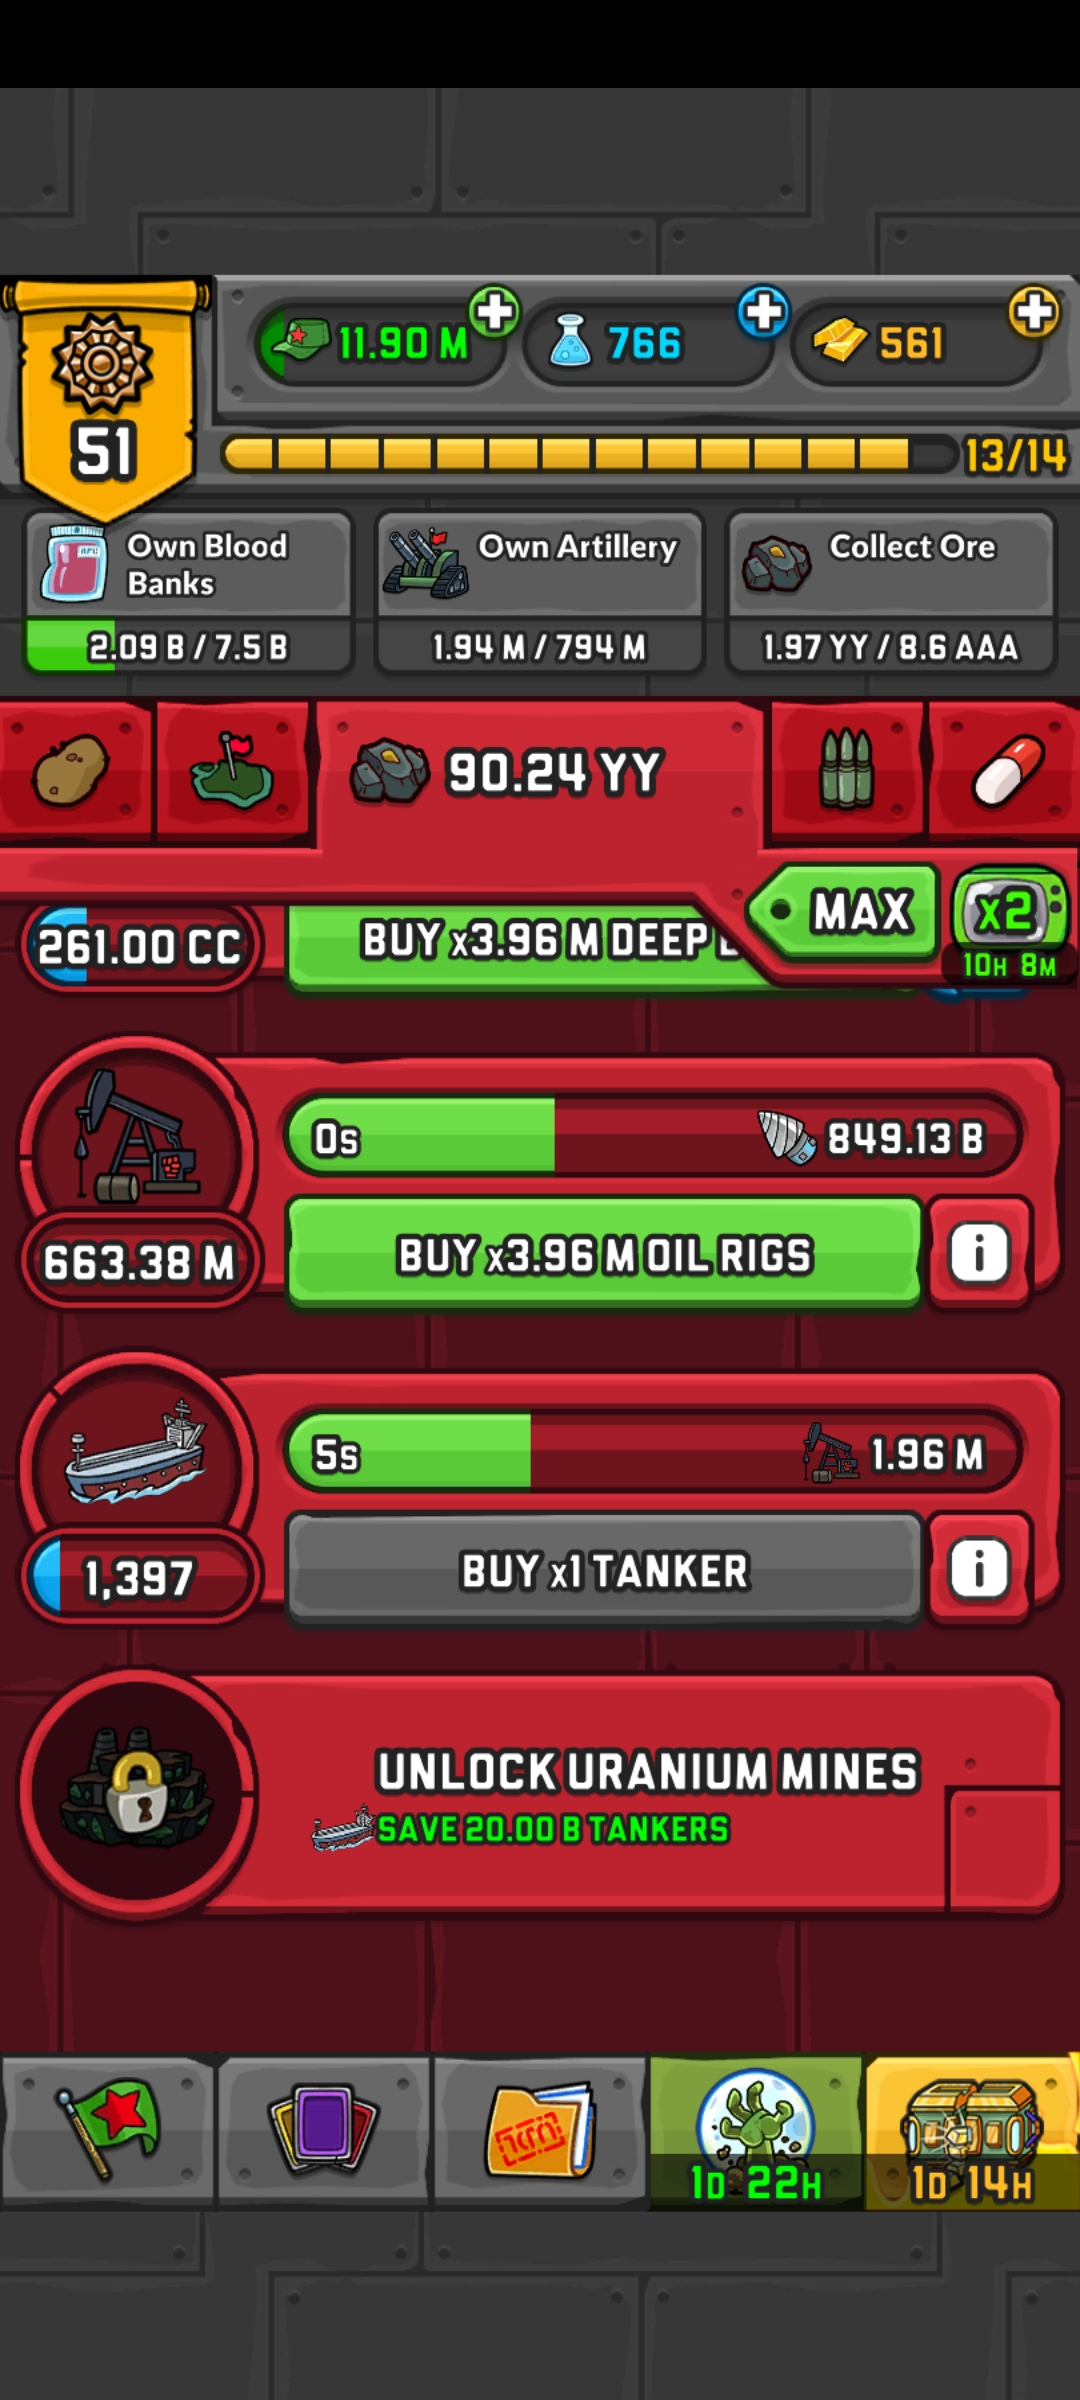 11.90 M
766
561
51
13/14
Own Blood
Banks
2.09 B / 7.5 B
Own Artillery
1.94 M / 794 M
Collect Ore
1.97 YY / 8.6 AAA
90.24 YY
MAX
x2
10H 8M
261.00 CC
BUY x3.96 M DEEP
0s
849.13 B
663.38 M
BUY x3.96 M OIL RIGS
i
5s
1.96 M
1,397
BUY x1 TANKER
i
UNLOCK URANIUM MINES
SAVE 20.00 B TANKERS
1D 22H
1D 14H